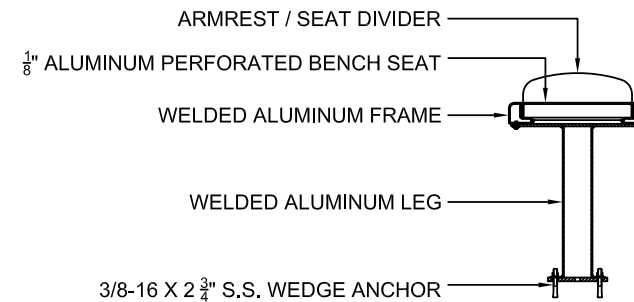 ARMREST / SEAT DIVIDER
1/8" ALUMINUM PERFORATED BENCH SEAT
WELDED ALUMINUM FRAME
WELDED ALUMINUM LEG
3/8-16 X 2 3/4" S.S. WEDGE ANCHOR